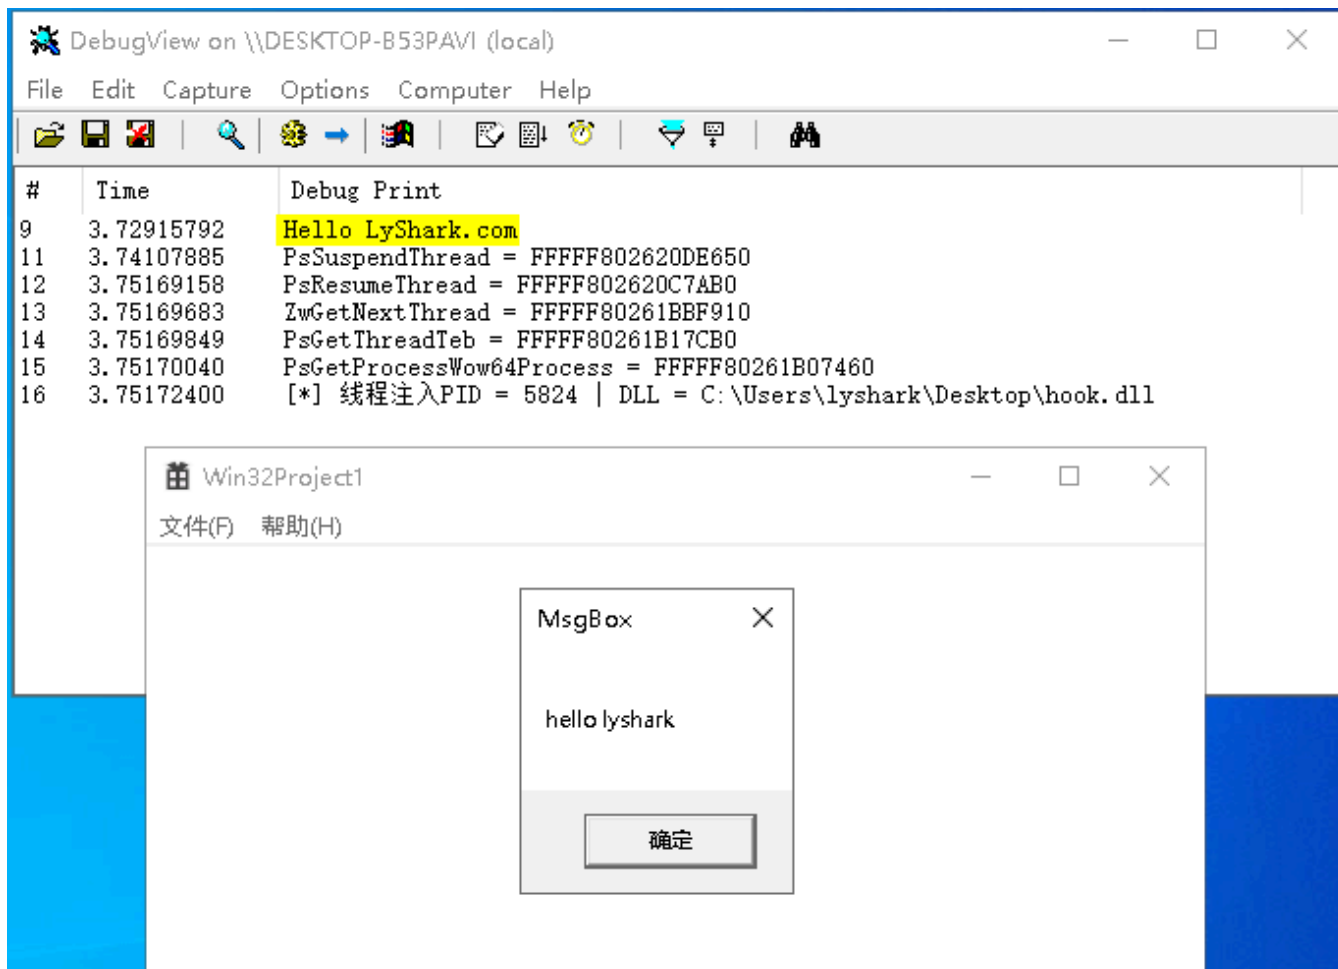 DebugView on \\DESKTOP-B53PAVI (local)
File Edit Capture Options Computer Help
# Time Debug Print
9 3.72915792 Hello LyShark.com
11 3.74107885 PsSuspendThread = FFFFF802620DE650
12 3.75169158 PsResumeThread = FFFFF802620C7AB0
13 3.75169683 ZwGetNextThread = FFFFF80261BBF910
14 3.75169849 PsGetThreadTeb = FFFFF80261B17CB0
15 3.75170040 PsGetProcessWow64Process = FFFFF80261B07460
16 3.75172400 [*] 线程注入PID = 5824 | DLL = C:\Users\lyshark\Desktop\hook.dll
Win32Project1
文件(F) 帮助(H)
MsgBox
hello lyshark
确定